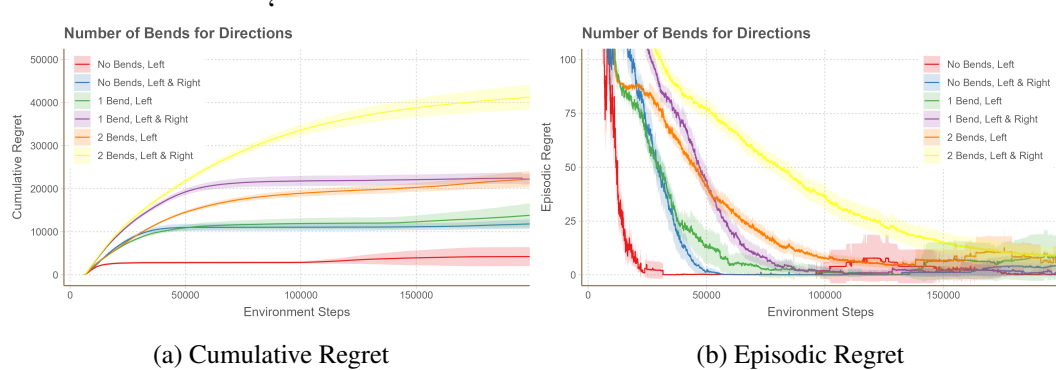 Number of Bends for Directions
50000
40000
30000
20000
10000
0
Cumulative Regret
No Bends, Left
No Bends, Left & Right
1 Bend, Left
1 Bend, Left & Right
2 Bends, Left
2 Bends, Left & Right
0
50000
100000
150000
Environment Steps
(a) Cumulative Regret
Number of Bends for Directions
100
75
50
25
0
Episodic Regret
No Bends, Left
No Bends, Left & Right
1 Bend, Left
1 Bend, Left & Right
2 Bends, Left
2 Bends, Left & Right
0
50000
100000
150000
Environment Steps
(b) Episodic Regret